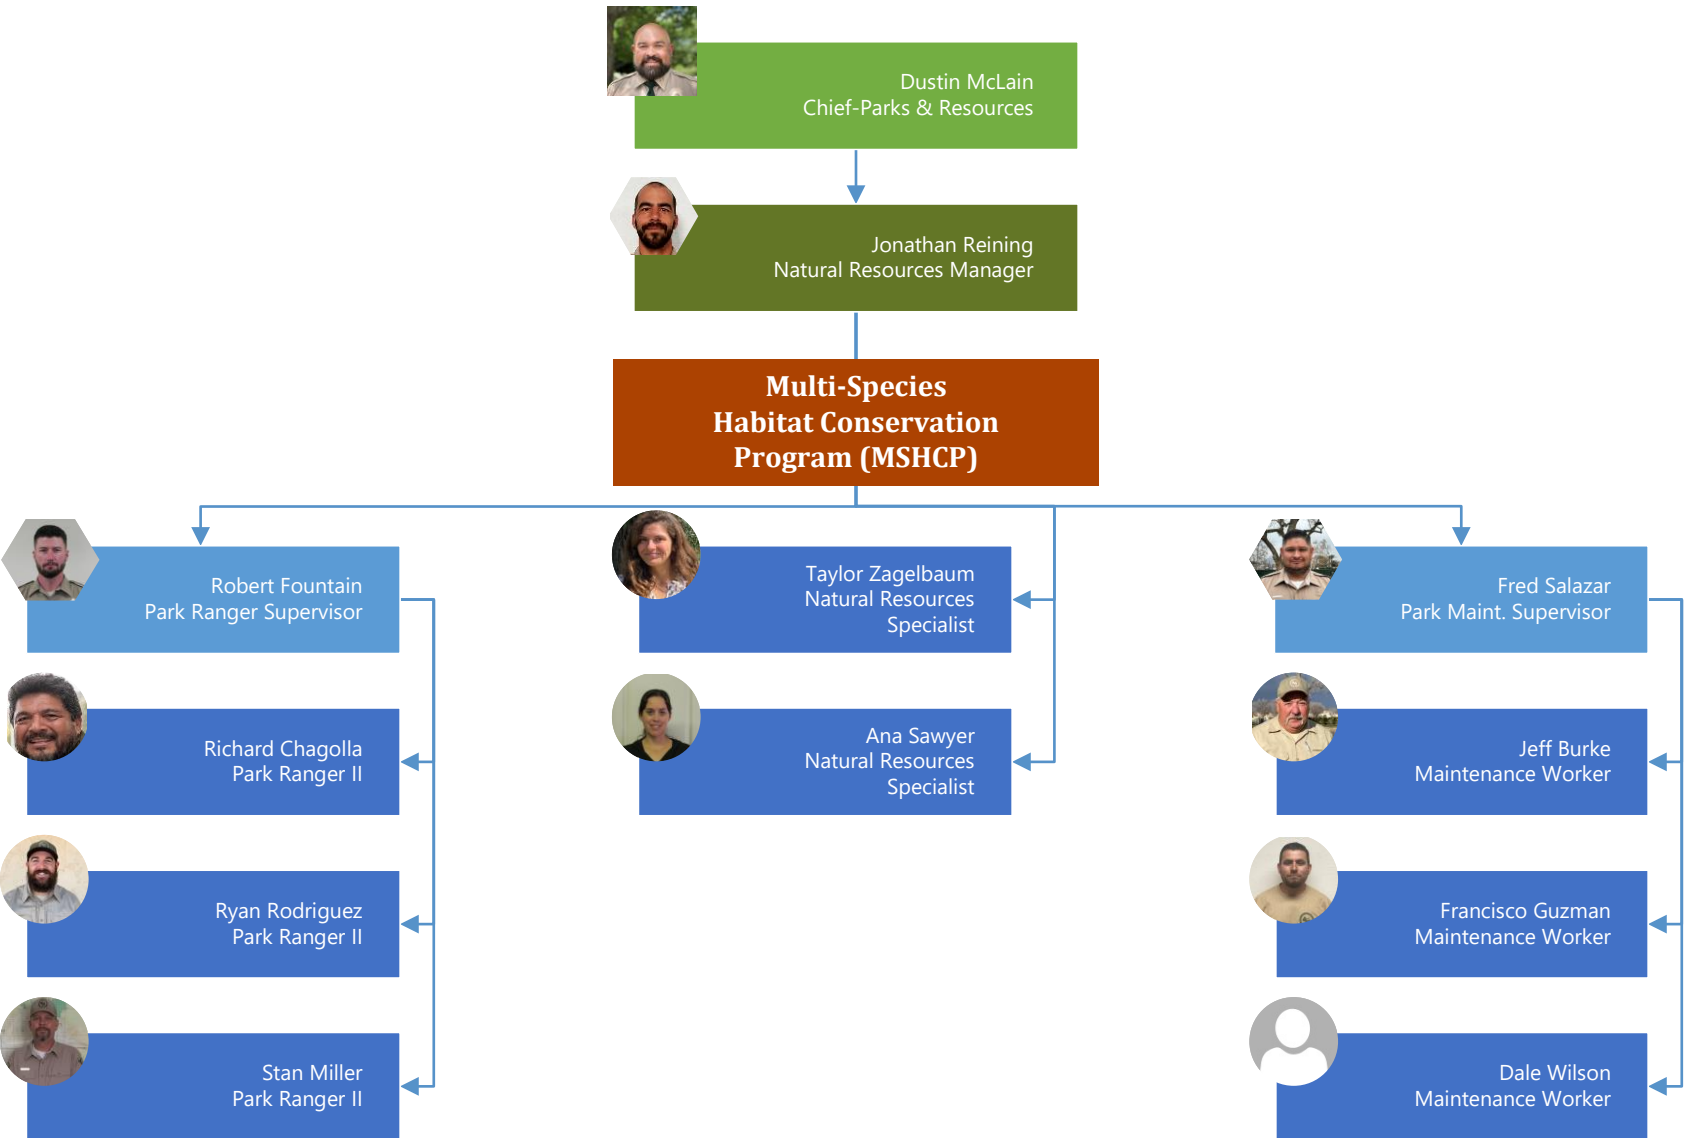 Dustin McLain
Chief-Parks & Resources
Jonathan Reining
Natural Resources Manager
Multi-Species
Habitat Conservation
Program (MSHCP)
Robert Fountain
Park Ranger Supervisor
Taylor Zagelbaum
Natural Resources
Specialist
Fred Salazar
Park Maint. Supervisor
Richard Chagolla
Park Ranger II
Ana Sawyer
Natural Resources
Specialist
Jeff Burke
Maintenance Worker
Ryan Rodriguez
Park Ranger II
Francisco Guzman
Maintenance Worker
Stan Miller
Park Ranger II
Dale Wilson
Maintenance Worker